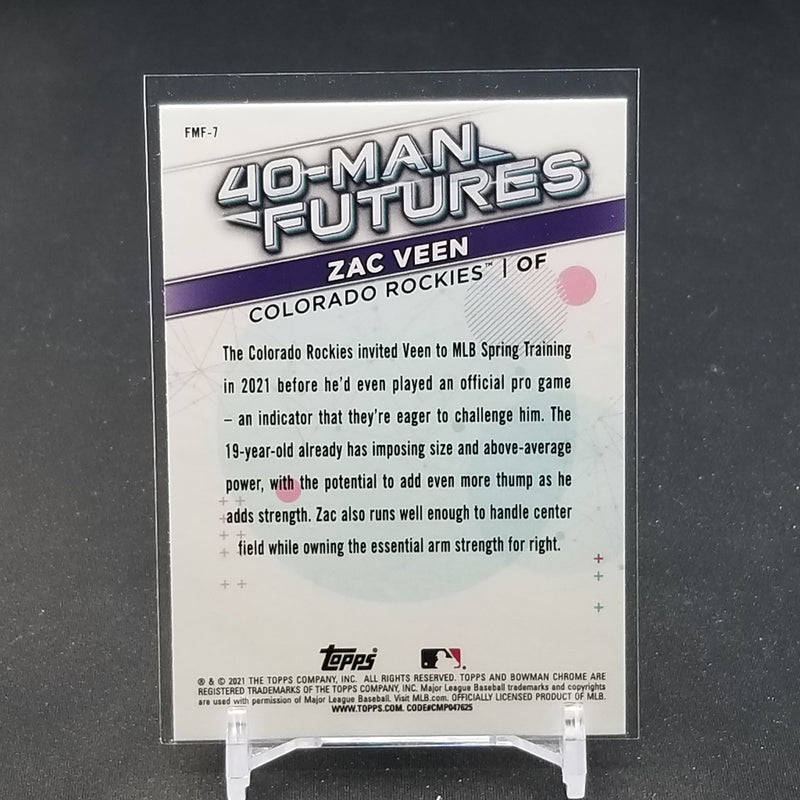 FMF-7
40-MAN
FUTURES
ZAC VEEN
COLORADO ROCKIES™ | OF
The Colorado Rockies invited Veen to MLB Spring Training
in 2021 before he'd even played an official pro game
– an indicator that they're eager to challenge him. The
19-year-old already has imposing size and above-average
power, with the potential to add even more thump as he
adds strength. Zac also runs well enough to handle center
field while owning the essential arm strength for right.
Topps®
® & © 2021 THE TOPPS COMPANY, INC. ALL RIGHTS RESERVED. TOPPS AND BOWMAN CHROME ARE
REGISTERED TRADEMARKS OF THE TOPPS COMPANY, INC. Major League Baseball trademarks and copyrights
are used with permission of Major League Baseball. Visit MLB.com. OFFICIALLY LICENSED PRODUCT OF MLB.
WWW.TOPPS.COM. CODE#CMP047625